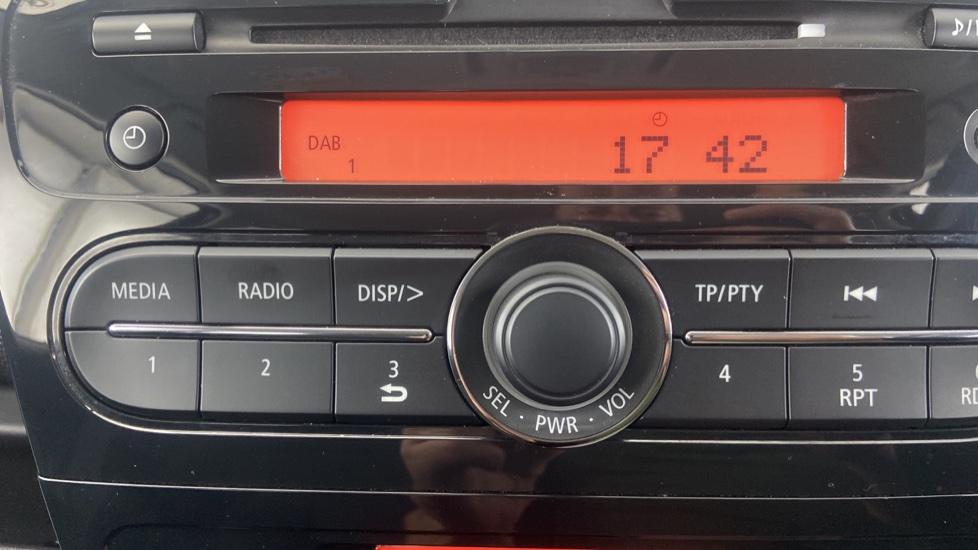 DAB
1
17 42
MEDIA RADIO DISP/> TP/PTY
1 2 3 4 5
RPT
SEL · PWR · VOL